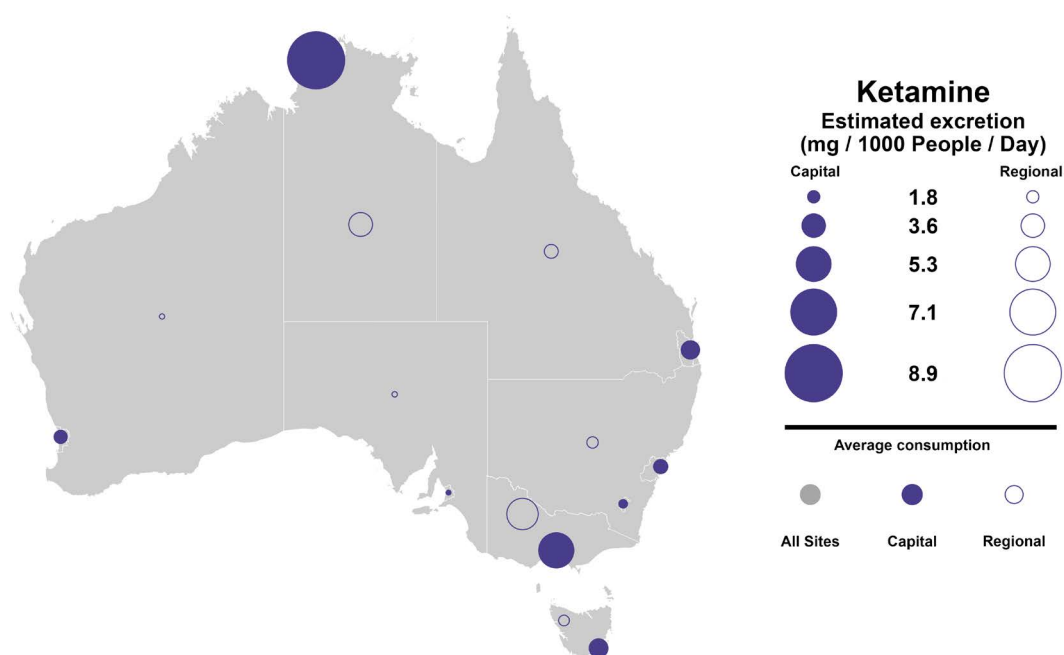 Ketamine
Estimated excretion
(mg / 1000 People / Day)
Capital Regional
1.8
3.6
5.3
7.1
8.9
Average consumption
All Sites Capital Regional